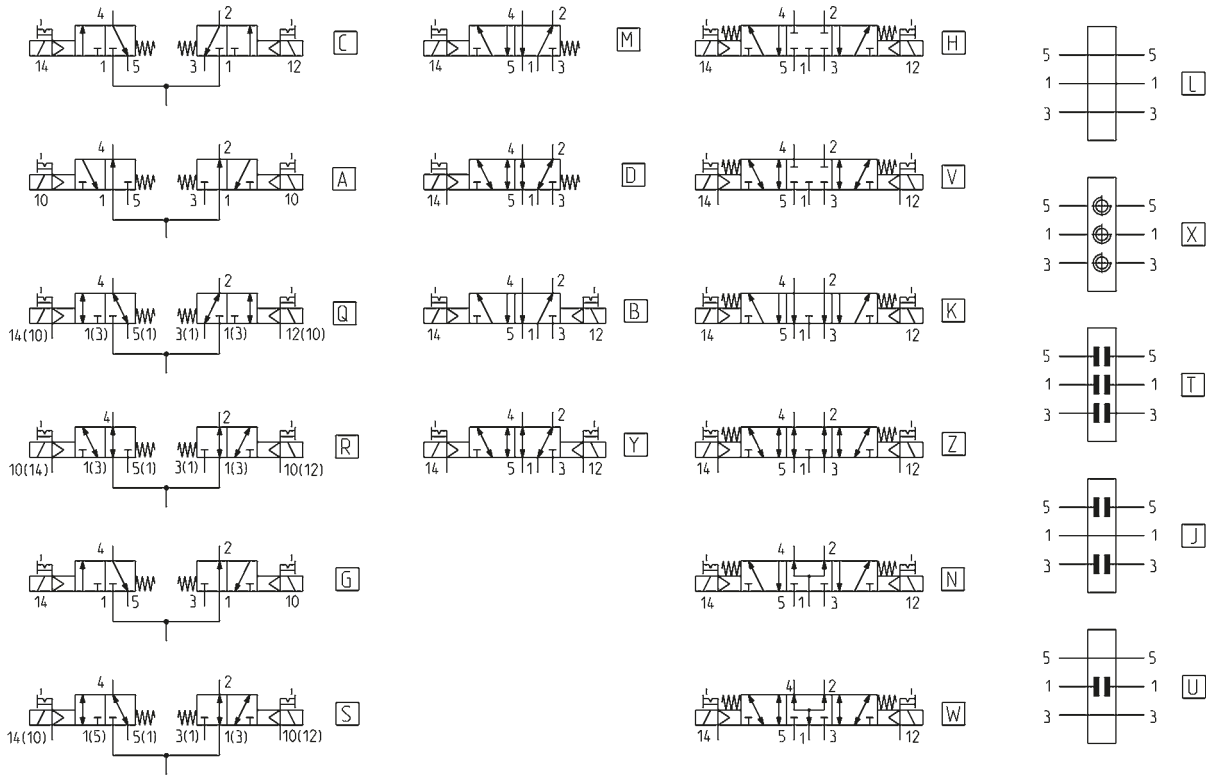 4 2 C
14 1 5 3 1 12
4 2 M
14 5 1 3
4 2 H
14 5 1 3 12
5 5
1 1 L
3 3
4 2 A
10 1 5 3 1 10
4 2 D
14 5 1 3
4 2 V
14 5 1 3 12
5 5
1 1 X
3 3
4 2 Q
14(10) 1(3) 5(1) 3(1) 1(3) 12(10)
4 2 B
14 5 1 3 12
4 2 K
14 5 1 3 12
5 5
1 1 T
3 3
4 2 R
10(14) 1(3) 5(1) 3(1) 1(3) 10(12)
4 2 Y
14 5 1 3 12
4 2 Z
14 5 1 3 12
5 5
1 1 J
3 3
4 2 G
14 1 5 3 1 10
4 2 N
14 5 1 3 12
5 5
1 1 U
3 3
4 2 S
14(10) 1(5) 5(1) 3(1) 1(3) 10(12)
4 2 W
14 5 1 3 12